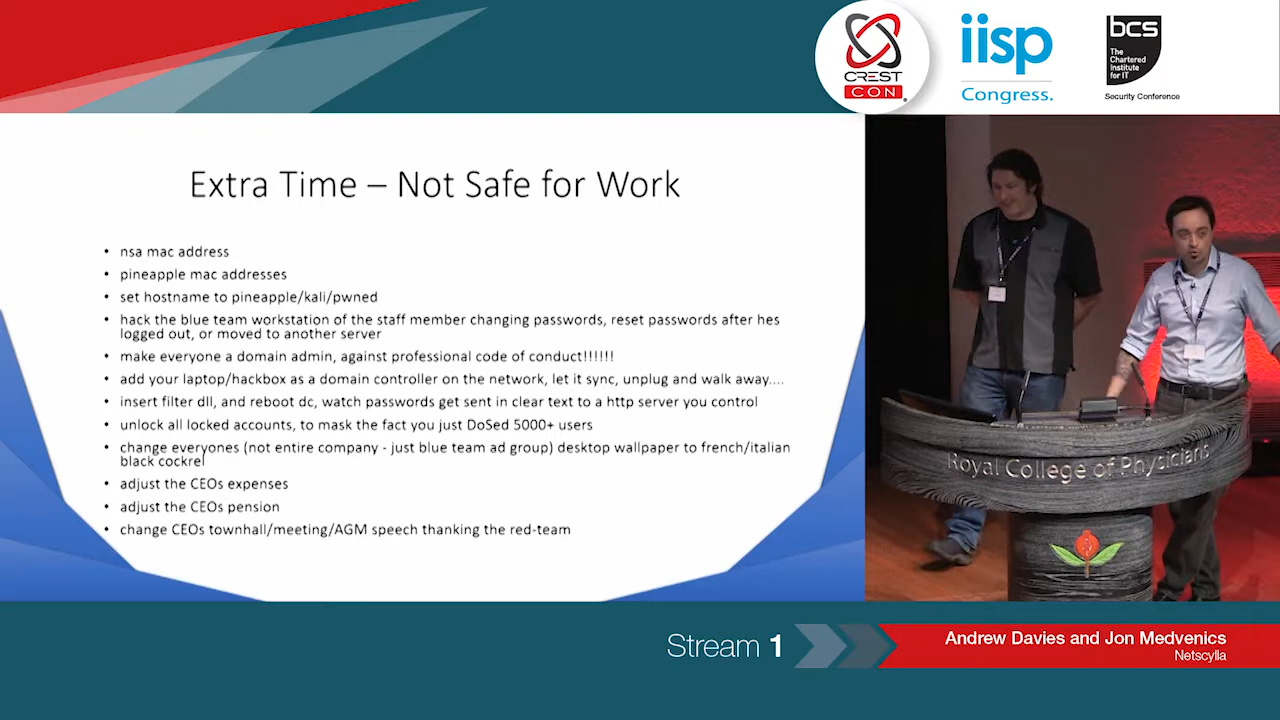 CREST
CON
iisp
Congress.
bcs
The
Chartered
Institute
for IT
Security Conference
Extra Time – Not Safe for Work
• nsa mac address
• pineapple mac addresses
• set hostname to pineapple/kali/pwned
• hack the blue team workstation of the staff member changing passwords, reset passwords after hes
logged out, or moved to another server
• make everyone a domain admin, against professional code of conduct!!!!!!
• add your laptop/hackbox as a domain controller on the network, let it sync, unplug and walk away....
• insert filter dll, and reboot dc, watch passwords get sent in clear text to a http server you control
• unlock all locked accounts, to mask the fact you just DoSed 5000+ users
• change everyones (not entire company - just blue team ad group) desktop wallpaper to french/italian
black cockrel
• adjust the CEOs expenses
• adjust the CEOs pension
• change CEOs townhall/meeting/AGM speech thanking the red-team
Royal College of Physicians
Stream 1
Andrew Davies and Jon Medvenics
Netscylla